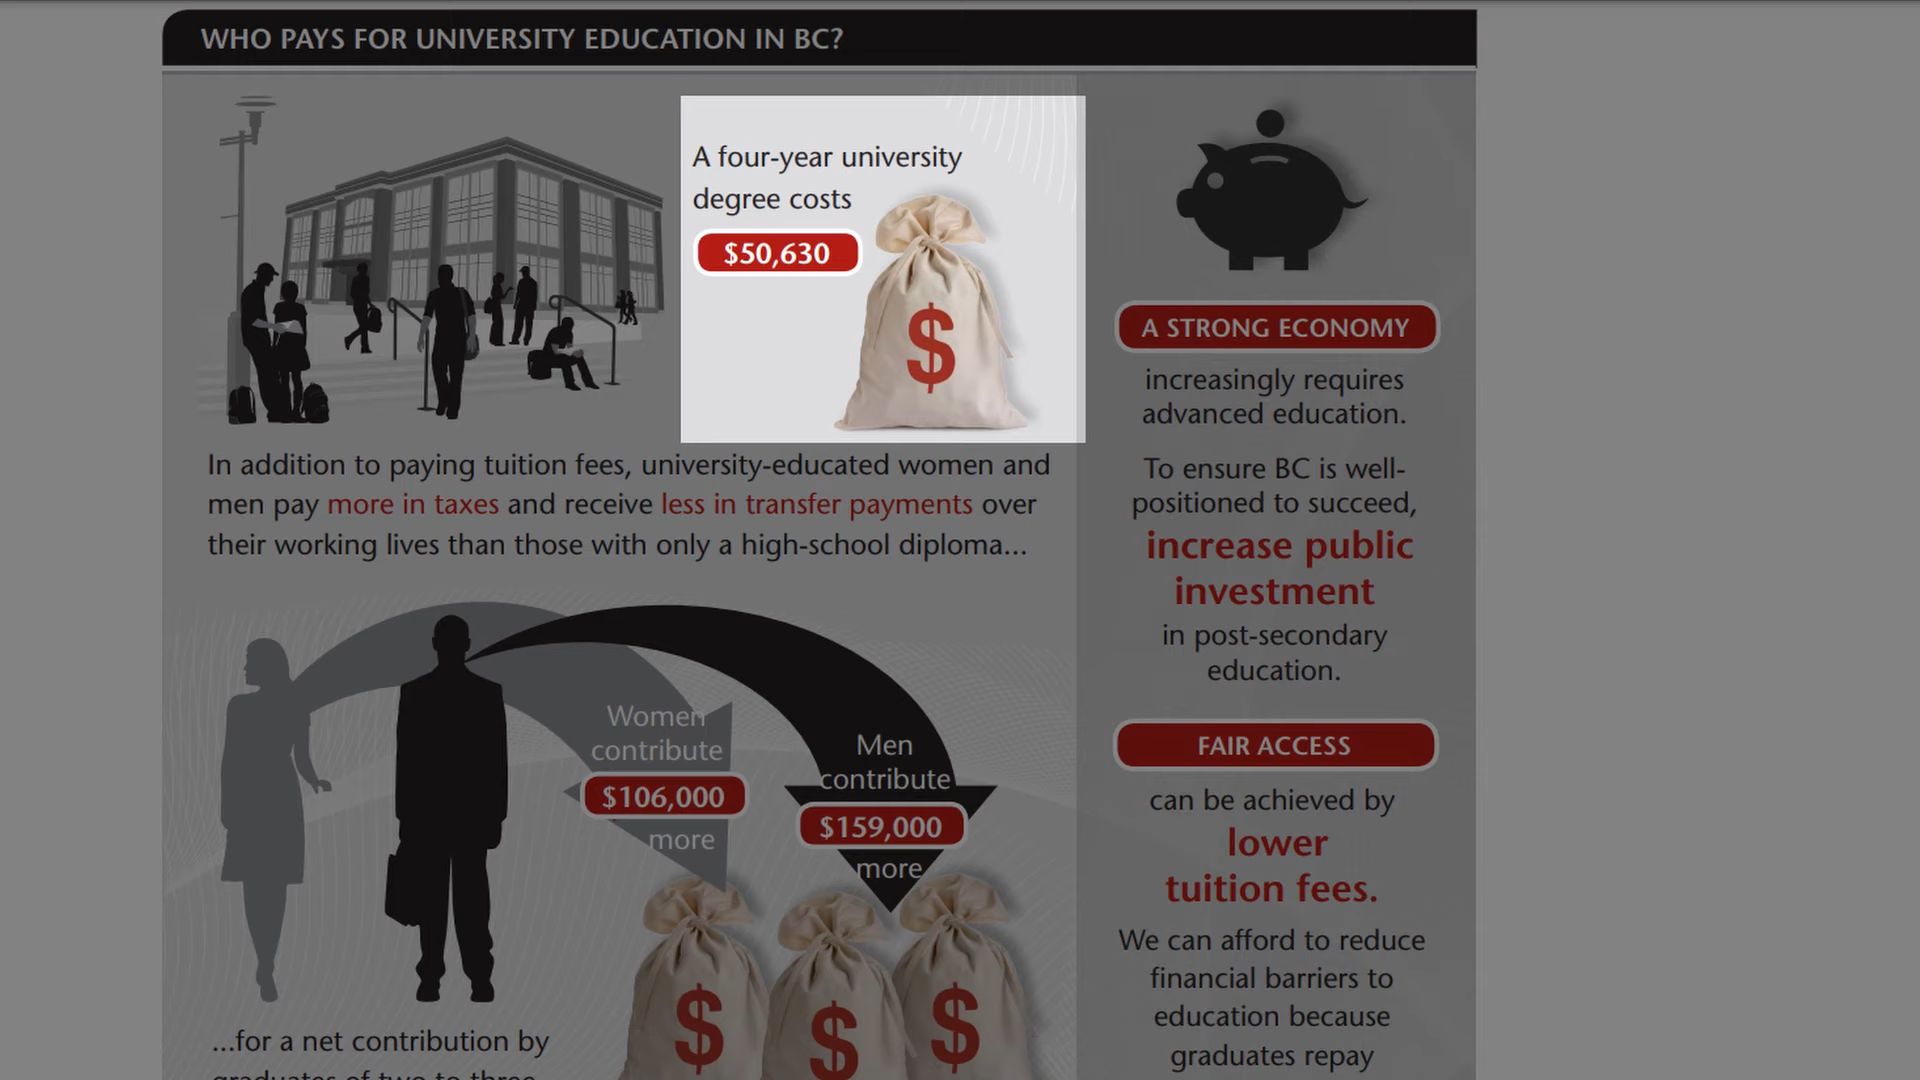 WHO PAYS FOR UNIVERSITY EDUCATION IN BC?
A four-year university
degree costs
$50,630
$
In addition to paying tuition fees, university-educated women and
men pay more in taxes and receive less in transfer payments over
their working lives than those with only a high-school diploma...
Women
contribute
$106,000
more
Men
contribute
$159,000
more
$
$
$
...for a net contribution by
graduates of two to three
A STRONG ECONOMY
increasingly requires
advanced education.
To ensure BC is well-
positioned to succeed,
increase public
investment
in post-secondary
education.
FAIR ACCESS
can be achieved by
lower
tuition fees.
We can afford to reduce
financial barriers to
education because
graduates repay